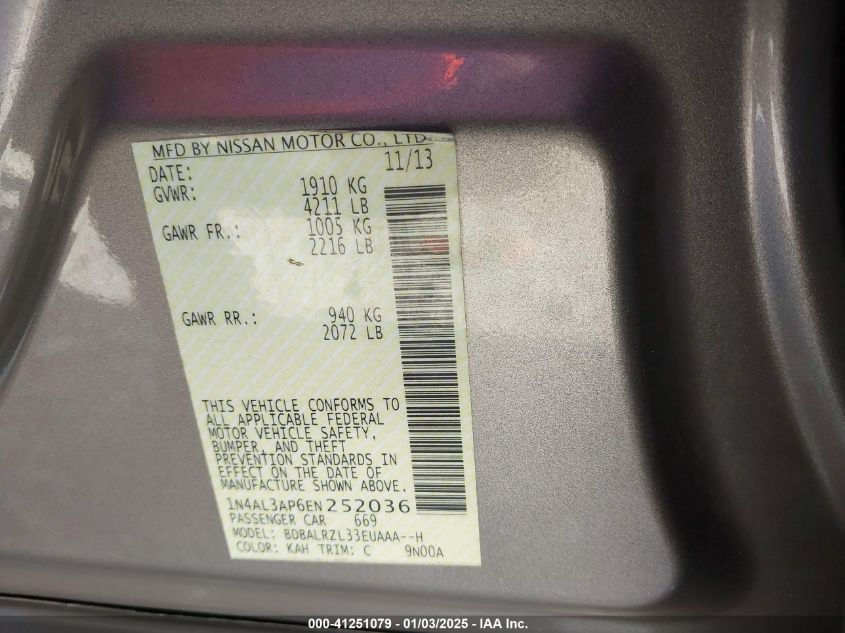 MFD BY NISSAN MOTOR CO., LTD.
DATE: 11/13
GVWR: 1910 KG
4211 LB
GAWR FR.: 1005 KG
2216 LB
GAWR RR.: 940 KG
2072 LB
THIS VEHICLE CONFORMS TO
ALL APPLICABLE FEDERAL
MOTOR VEHICLE SAFETY,
BUMPER, AND THEFT
PREVENTION STANDARDS IN
EFFECT ON THE DATE OF
MANUFACTURE SHOWN ABOVE.
1N4AL3AP6EN252036
PASSENGER CAR 669
MODEL: BDBALRZL33EUAAA--H
COLOR: KAH TRIM: C 9N00A
000-41251079 — 01/03/2025 — IAA Inc.